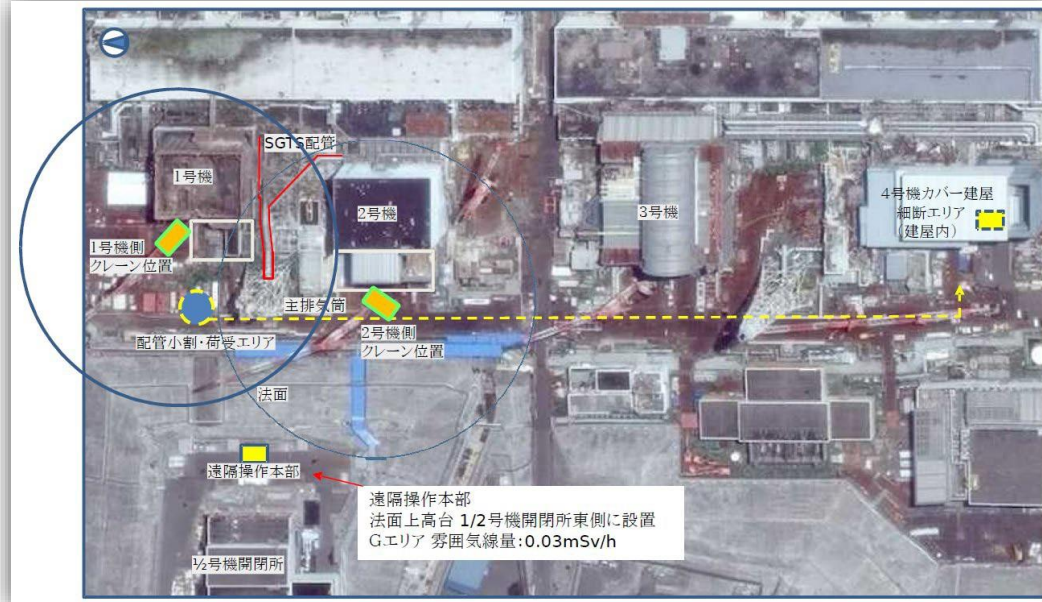 SGTS配管
1号機
2号機
3号機
4号機カバー建屋
細断エリア
(建屋内)
1号機側
クレーン位置
主排気筒
配管小割・荷受エリア
2号機側
クレーン位置
法面
遠隔操作本部
遠隔操作本部
法面上高台 1/2号機開閉所東側に設置
Gエリア 雰囲気線量:0.03mSv/h
½号機開閉所